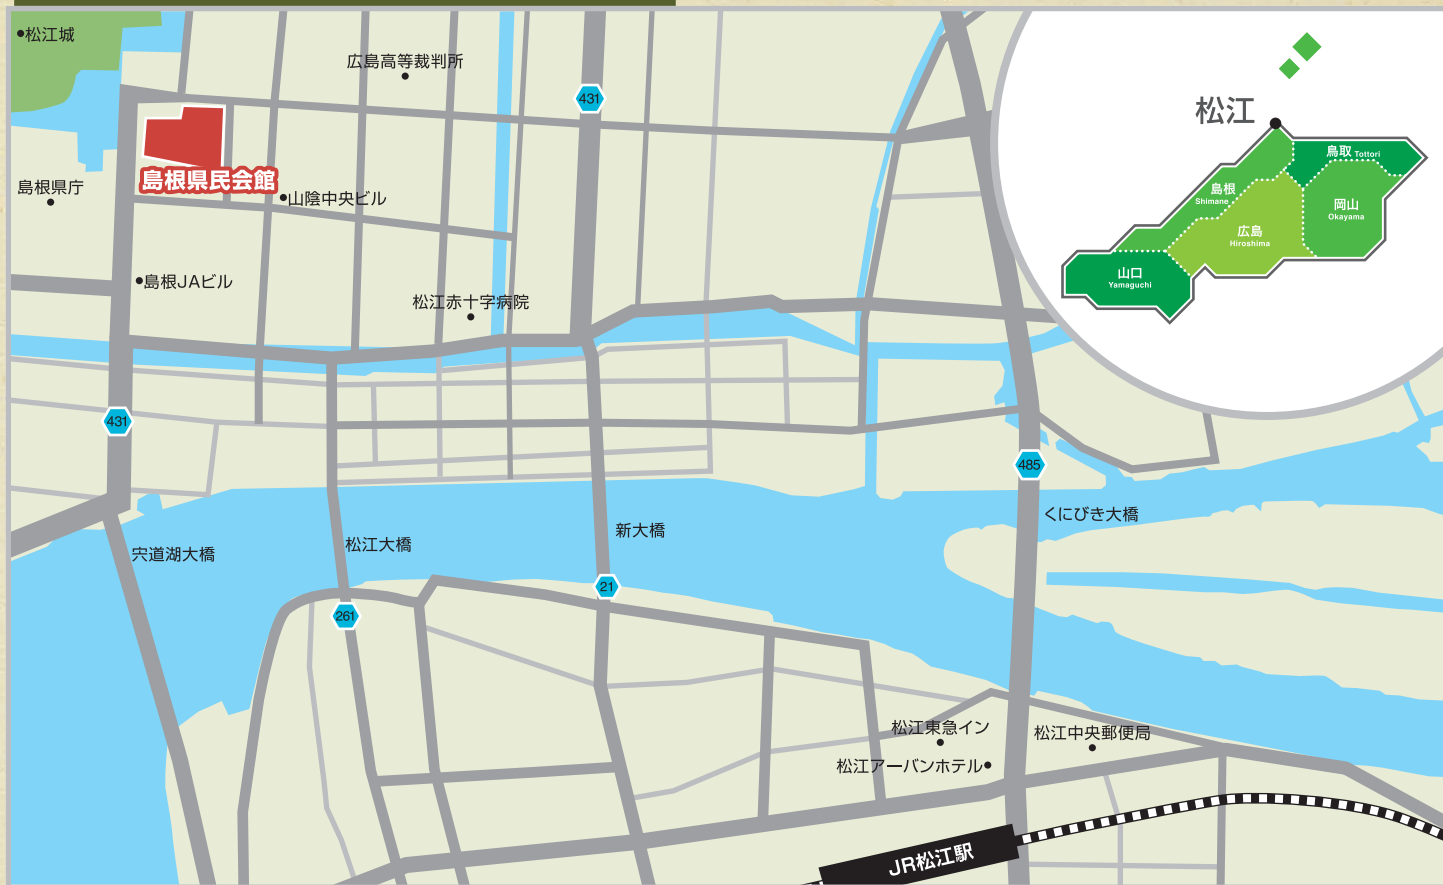 松江城
広島高等裁判所
431
松江
鳥取 Tottori
島根
Shimane
岡山
Okayama
広島
Hiroshima
山口
Yamaguchi
島根県民会館
島根県庁
山陰中央ビル
島根JAビル
松江赤十字病院
431
485
くにびき大橋
新大橋
松江大橋
宍道湖大橋
21
261
松江東急イン
松江中央郵便局
松江アーバンホテル
JR松江駅